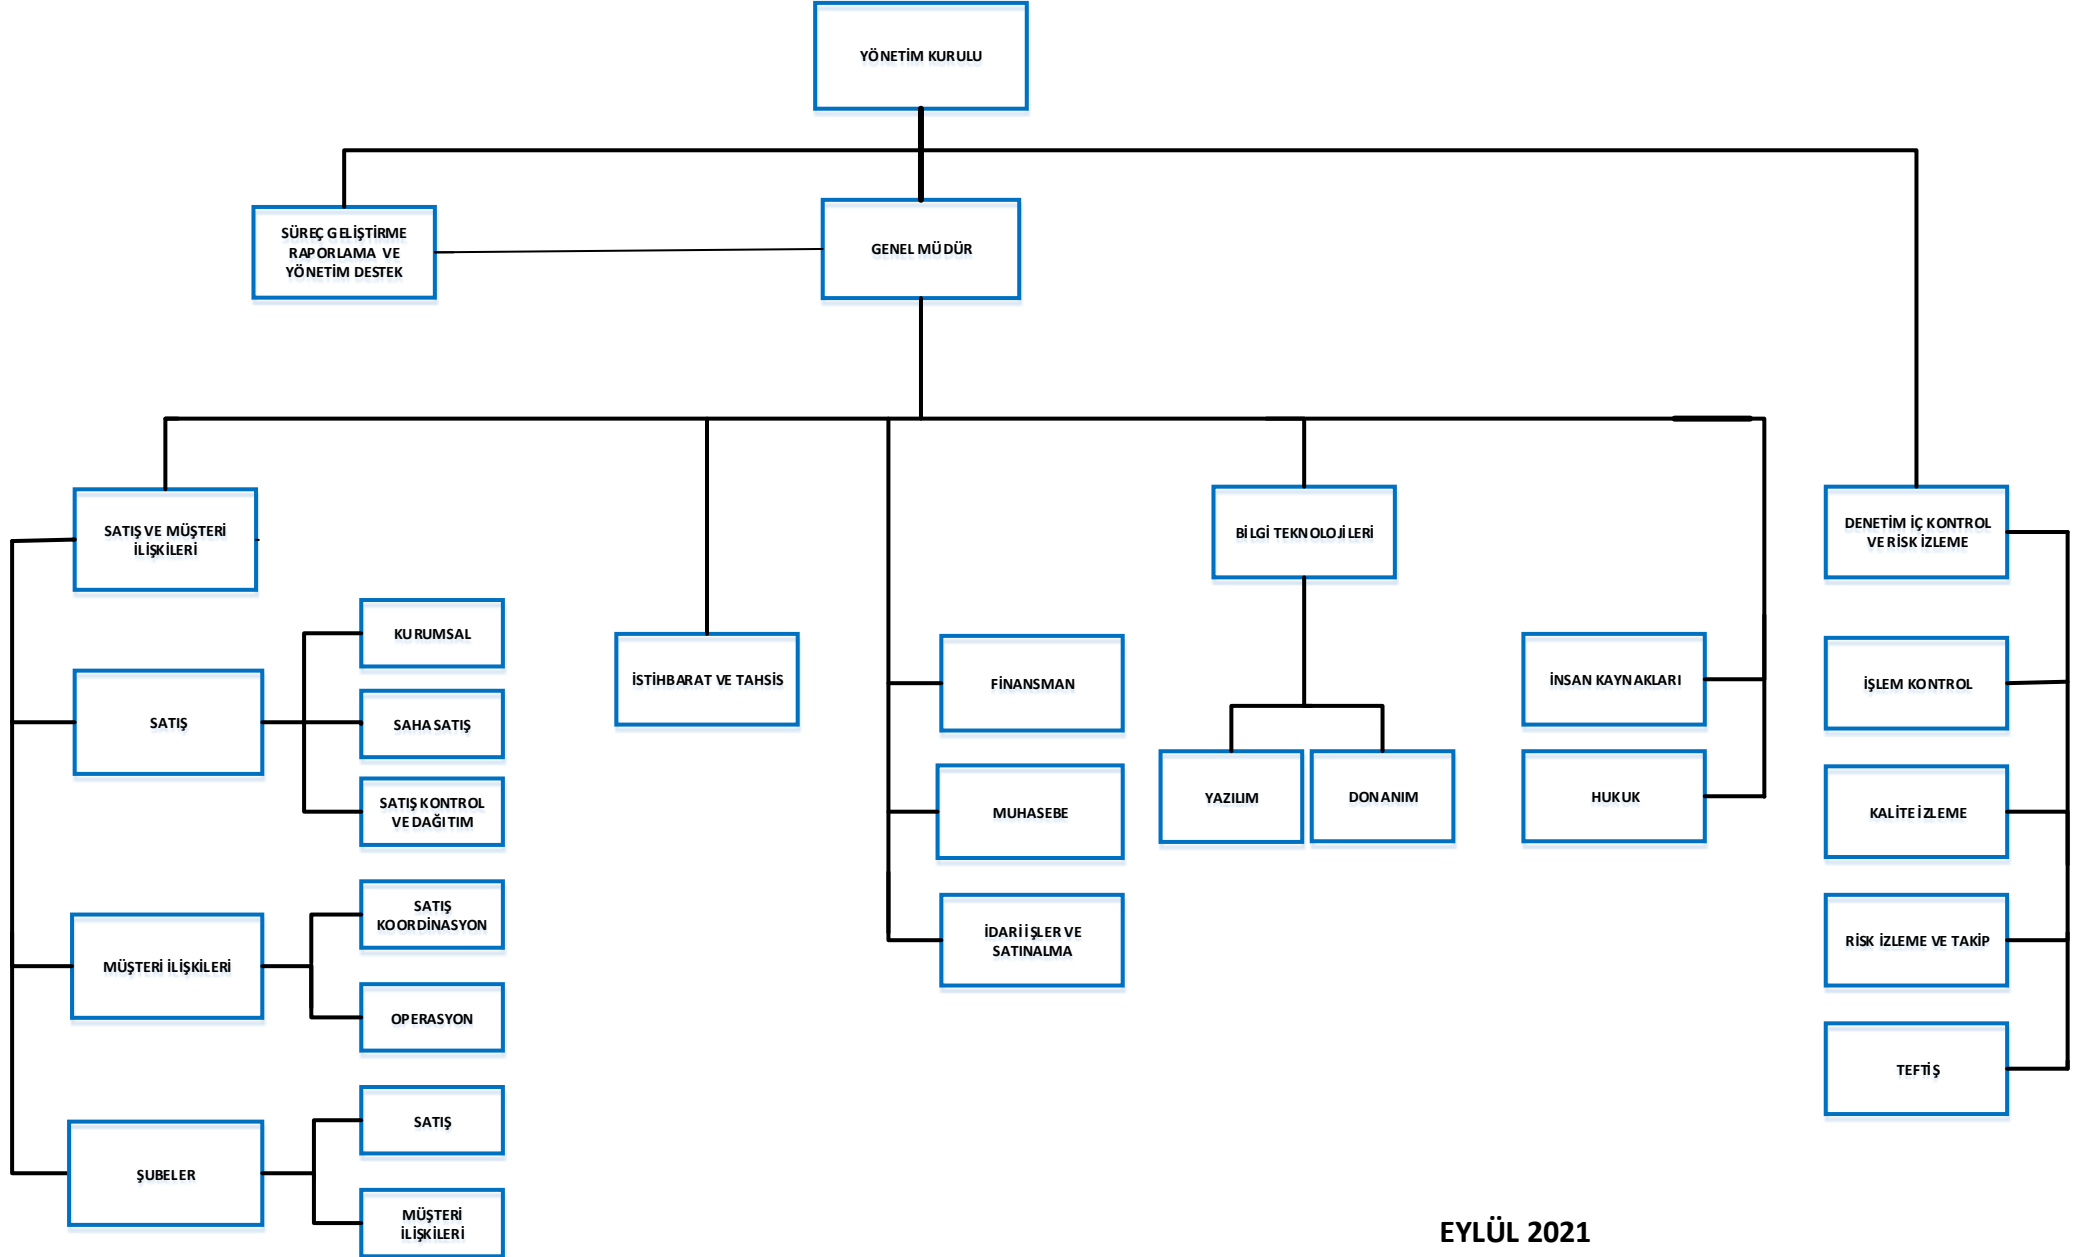 YÖNETİM KURULU
SÜREÇ GELİŞTİRME
RAPORLAMA VE
YÖNETİM DESTEK
GENEL MÜDÜR
SATIŞ VE MÜŞTERİ
İLİŞKİLERİ
BİLGİ TEKNOLOJİLERİ
DENETİM İÇ KONTROL
VE RİSK İZLEME
KURUMSAL
SATIŞ
SAHA SATIŞ
SATIŞ KONTROL
VE DAĞITIM
İSTİHBARAT VE TAHSİS
FİNANSMAN
MUHASEBE
İDARİ İŞLER VE
SATINALMA
YAZILIM
DONANIM
İNSAN KAYNAKLARI
HUKUK
İŞLEM KONTROL
KALİTE İZLEME
RİSK İZLEME VE TAKİP
TEFTİŞ
MÜŞTERİ İLİŞKİLERİ
SATIŞ
KOORDİNASYON
OPERASYON
ŞUBELER
SATIŞ
MÜŞTERİ
İLİŞKİLERİ
EYLÜL 2021